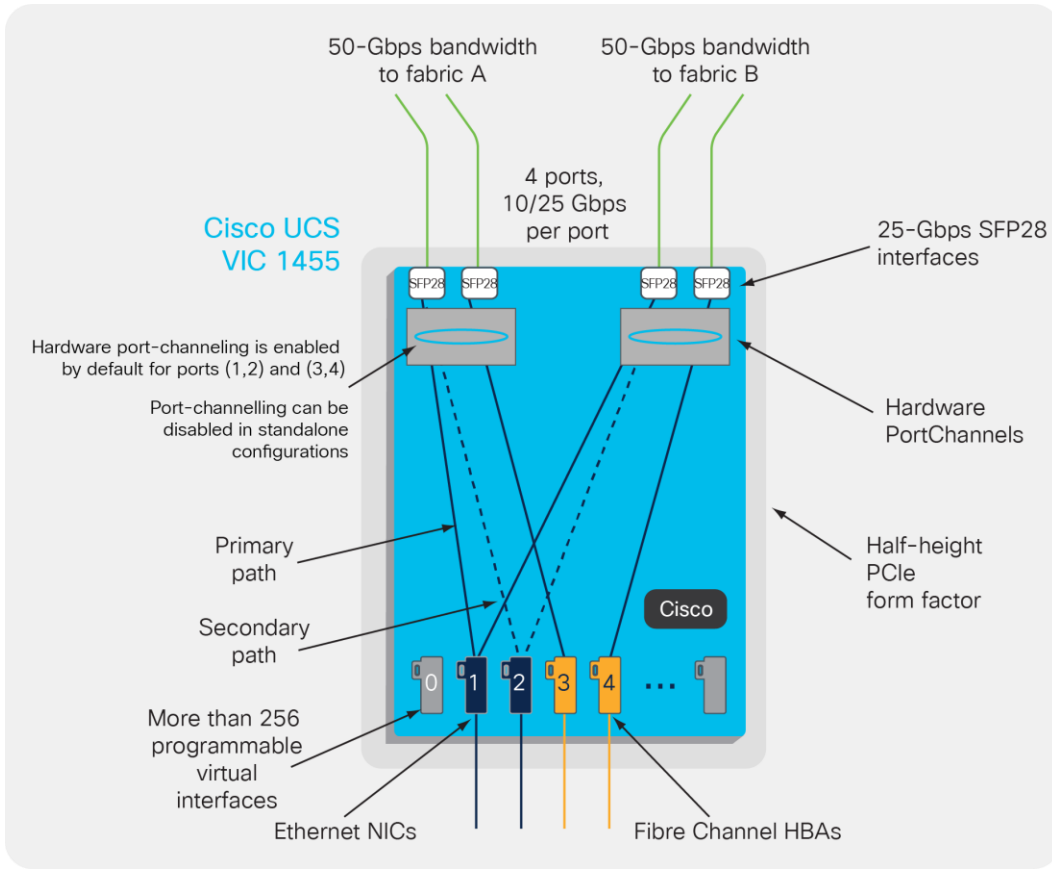 50-Gbps bandwidth
to fabric A
50-Gbps bandwidth
to fabric B
4 ports,
10/25 Gbps
per port
Cisco UCS
VIC 1455
25-Gbps SFP28
interfaces
SFP28
SFP28
SFP28
SFP28
Hardware port-channeling is enabled
by default for ports (1,2) and (3,4)
Port-channelling can be
disabled in standalone
configurations
Hardware
PortChannels
Primary
path
Half-height
PCIe
form factor
Secondary
path
Cisco
0
1
2
3
4
...
More than 256
programmable
virtual
interfaces
Ethernet NICs
Fibre Channel HBAs